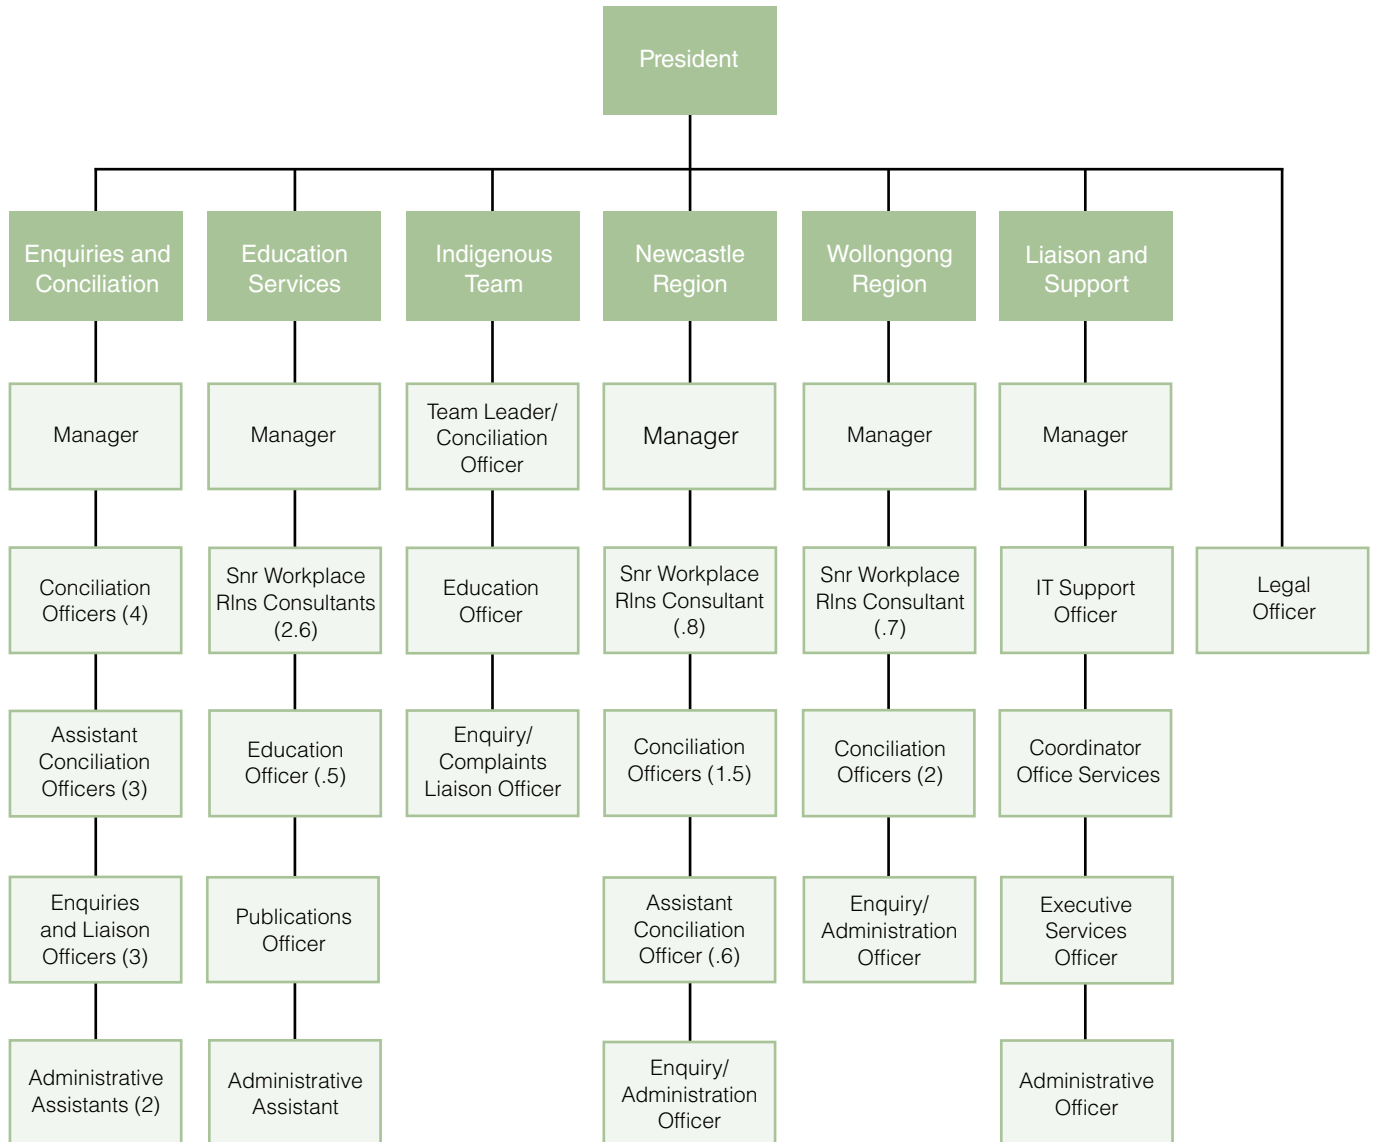 President
Enquiries and
Conciliation
Education
Services
Indigenous
Team
Newcastle
Region
Wollongong
Region
Liaison and
Support
Manager
Manager
Team Leader/
Conciliation
Officer
Manager
Manager
Manager
Conciliation
Officers (4)
Snr Workplace
Rlns Consultants
(2.6)
Education
Officer
Snr Workplace
Rlns Consultant
(.8)
Snr Workplace
Rlns Consultant
(.7)
IT Support
Officer
Legal
Officer
Assistant
Conciliation
Officers (3)
Education
Officer (.5)
Enquiry/
Complaints
Liaison Officer
Conciliation
Officers (1.5)
Conciliation
Officers (2)
Coordinator
Office Services
Enquiries
and Liaison
Officers (3)
Publications
Officer
Assistant
Conciliation
Officer (.6)
Enquiry/
Administration
Officer
Executive
Services
Officer
Administrative
Assistants (2)
Administrative
Assistant
Enquiry/
Administration
Officer
Administrative
Officer